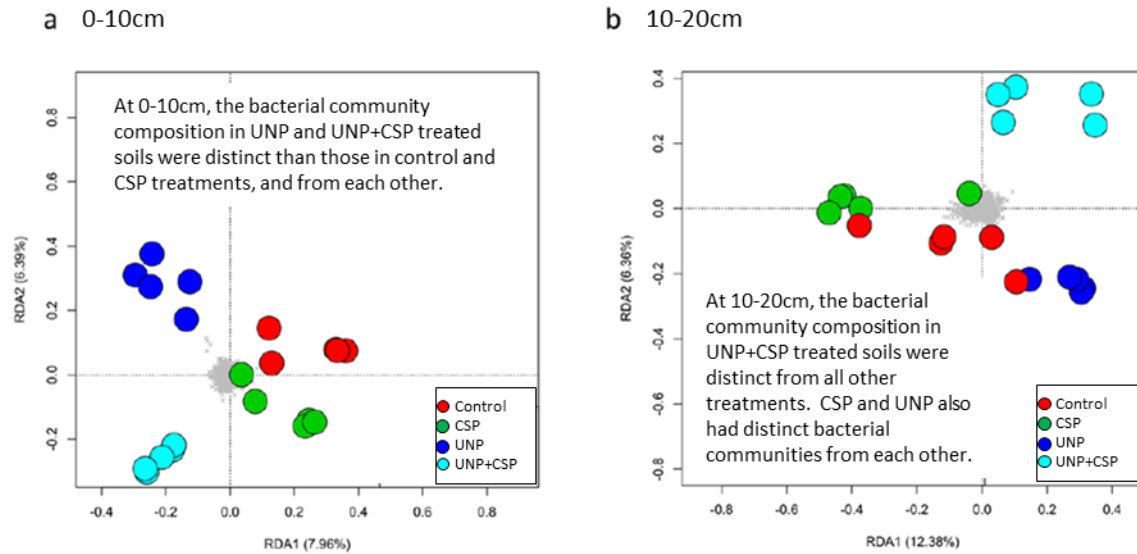 a 0-10cm
At 0-10cm, the bacterial community
composition in UNP and UNP+CSP treated
soils were distinct than those in control and
CSP treatments, and from each other.
RDA2 (6.39%)
0.8
0.6
0.4
0.2
0.0
-0.2
Control
CSP
UNP
UNP+CSP
-0.4 -0.2 0.0 0.2 0.4 0.6 0.8
RDA1 (7.96%)
b 10-20cm
RDA2 (6.36%)
0.4
0.2
0.0
-0.2
-0.4
-0.6
-0.8
At 10-20cm, the bacterial
community composition in
UNP+CSP treated soils were
distinct from all other
treatments. CSP and UNP also
had distinct bacterial
communities from each other.
Control
CSP
UNP
UNP+CSP
-0.8 -0.6 -0.4 -0.2 0.0 0.2 0.4
RDA1 (12.38%)